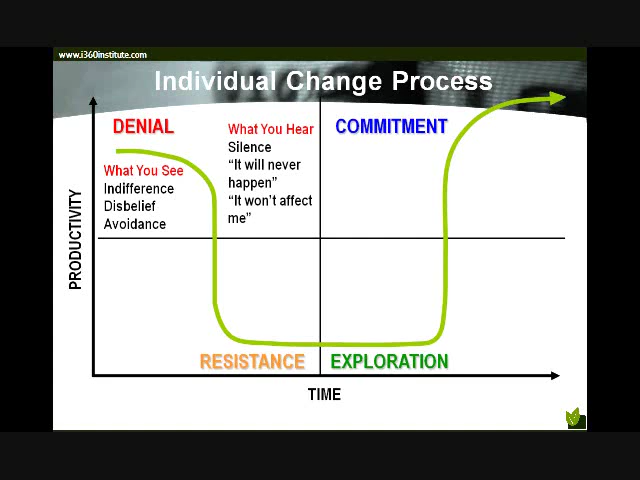 www.i360institute.com
Individual Change Process
DENIAL
What You See
Indifference
Disbelief
Avoidance
What You Hear
Silence
“It will never
happen”
“It won’t affect
me”
COMMITMENT
PRODUCTIVITY
RESISTANCE
EXPLORATION
TIME